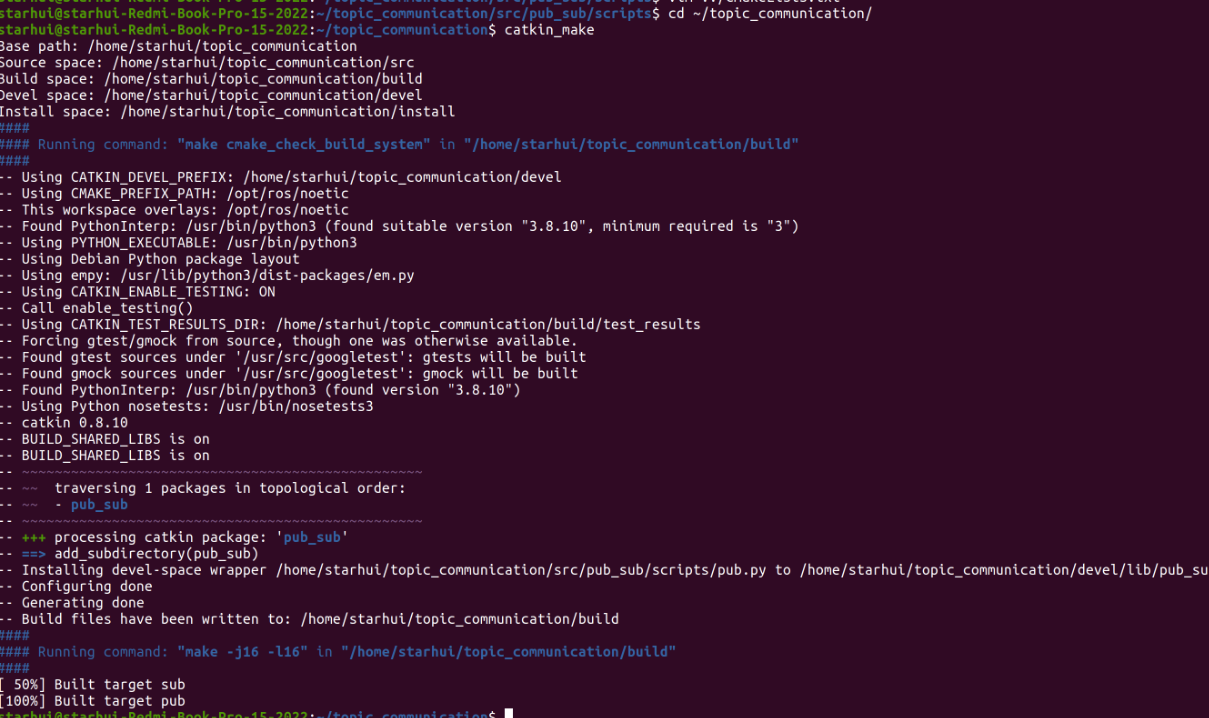 starhui@starhui-Redmi-Book-Pro-15-2022:~/topic_communication/src/pub_sub/scripts$ cd ~/topic_communication/
starhui@starhui-Redmi-Book-Pro-15-2022:~/topic_communication$ catkin_make
Base path: /home/starhui/topic_communication
Source space: /home/starhui/topic_communication/src
Build space: /home/starhui/topic_communication/build
Devel space: /home/starhui/topic_communication/devel
Install space: /home/starhui/topic_communication/install
####
#### Running command: "make cmake_check_build_system" in "/home/starhui/topic_communication/build"
####
-- Using CATKIN_DEVEL_PREFIX: /home/starhui/topic_communication/devel
-- Using CMAKE_PREFIX_PATH: /opt/ros/noetic
-- This workspace overlays: /opt/ros/noetic
-- Found PythonInterp: /usr/bin/python3 (found suitable version "3.8.10", minimum required is "3")
-- Using PYTHON_EXECUTABLE: /usr/bin/python3
-- Using Debian Python package layout
-- Using empy: /usr/lib/python3/dist-packages/em.py
-- Using CATKIN_ENABLE_TESTING: ON
-- Call enable_testing()
-- Using CATKIN_TEST_RESULTS_DIR: /home/starhui/topic_communication/build/test_results
-- Forcing gtest/gmock from source, though one was otherwise available.
-- Found gtest sources under '/usr/src/googletest': gtests will be built
-- Found gmock sources under '/usr/src/googletest': gmock will be built
-- Found PythonInterp: /usr/bin/python3 (found version "3.8.10")
-- Using Python nosetests: /usr/bin/nosetests3
-- catkin 0.8.10
-- BUILD_SHARED_LIBS is on
-- BUILD_SHARED_LIBS is on
-- ~~~~~~~~~~~~~~~~~~~~~~~~~~~~~~~~~~~~~~~~~~~~~~~~~
-- ~~  traversing 1 packages in topological order:
-- ~~  - pub_sub
-- ~~~~~~~~~~~~~~~~~~~~~~~~~~~~~~~~~~~~~~~~~~~~~~~~~
-- +++ processing catkin package: 'pub_sub'
-- ==> add_subdirectory(pub_sub)
-- Installing devel-space wrapper /home/starhui/topic_communication/src/pub_sub/scripts/pub.py to /home/starhui/topic_communication/devel/lib/pub_su
-- Configuring done
-- Generating done
-- Build files have been written to: /home/starhui/topic_communication/build
####
#### Running command: "make -j16 -l16" in "/home/starhui/topic_communication/build"
####
[ 50%] Built target sub
[100%] Built target pub
starhui@starhui-Redmi-Book-Pro-15-2022:~/topic_communication$